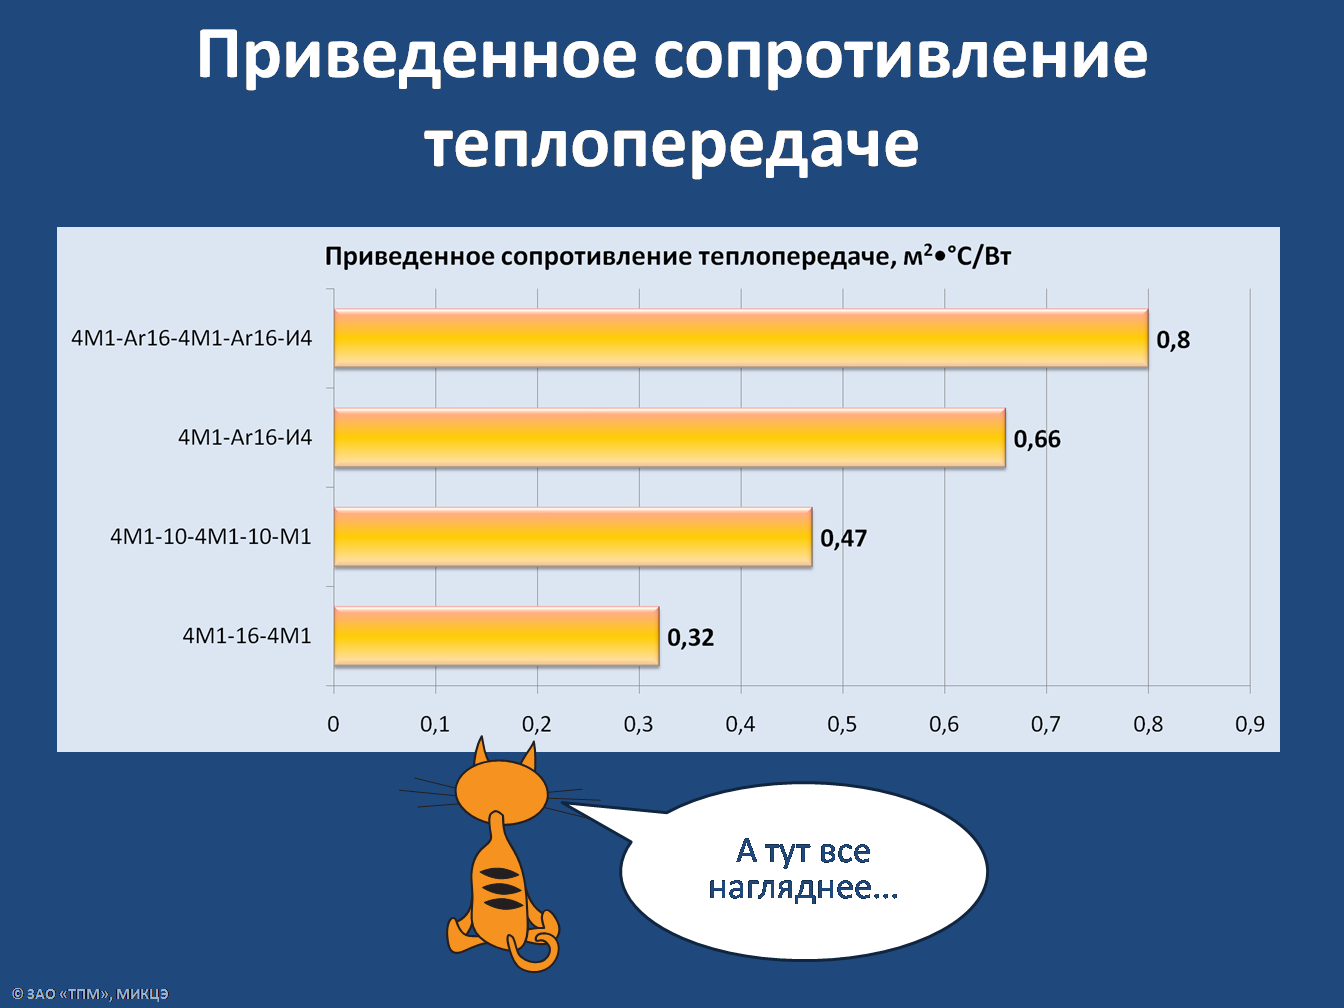 Приведенное сопротивление
теплопередаче
Приведенное сопротивление теплопередаче, м²•°С/Вт
4М1-Ar16-4М1-Ar16-И4
0,8
4М1-Ar16-И4
0,66
4М1-10-4М1-10-М1
0,47
4М1-16-4М1
0,32
0 0,1 0,2 0,3 0,4 0,5 0,6 0,7 0,8 0,9
А тут все
нагляднее...
© ЗАО «ТПМ», МИКЦЭ